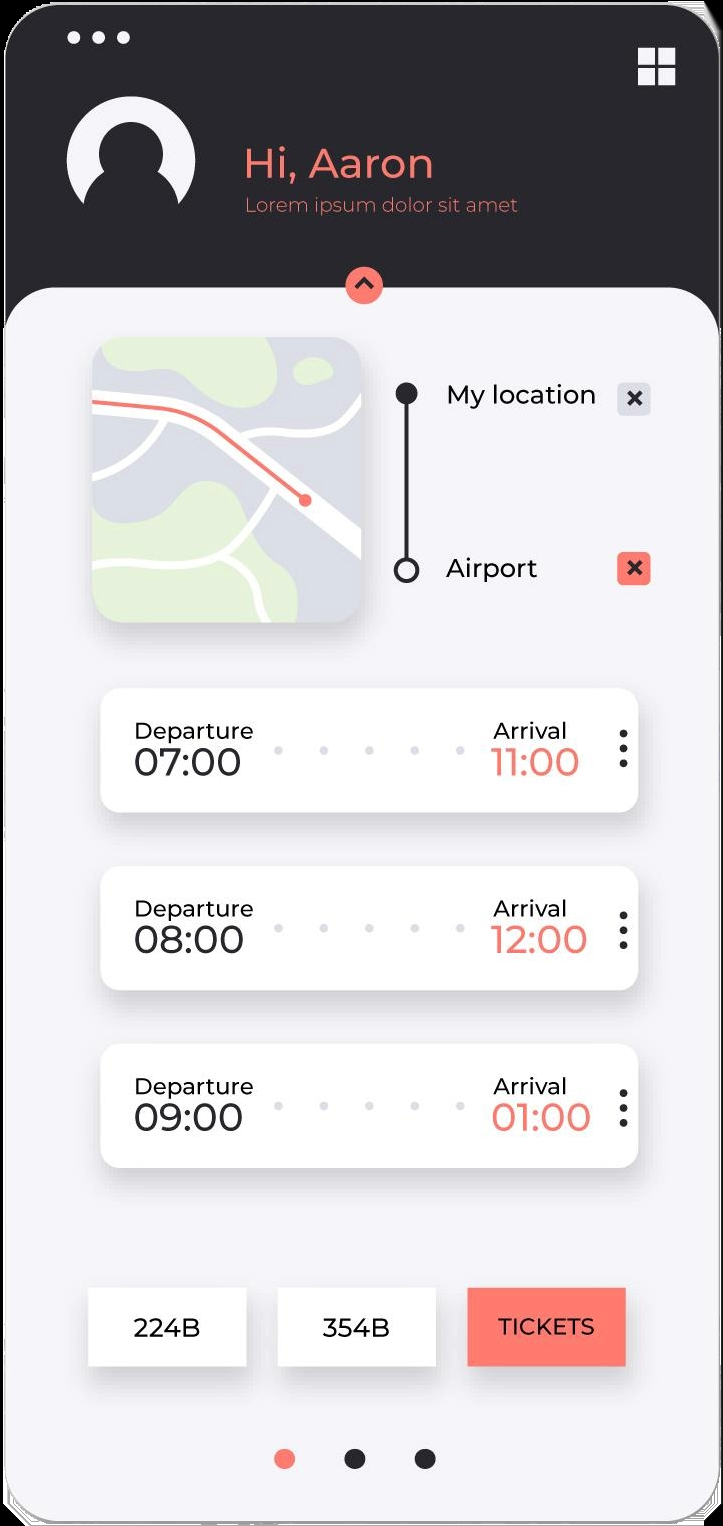 Hi, Aaron
Lorem ipsum dolor sit amet
My location
Airport
Departure Arrival
07:00 11:00
Departure Arrival
08:00 12:00
Departure Arrival
09:00 01:00
224B 354B TICKETS